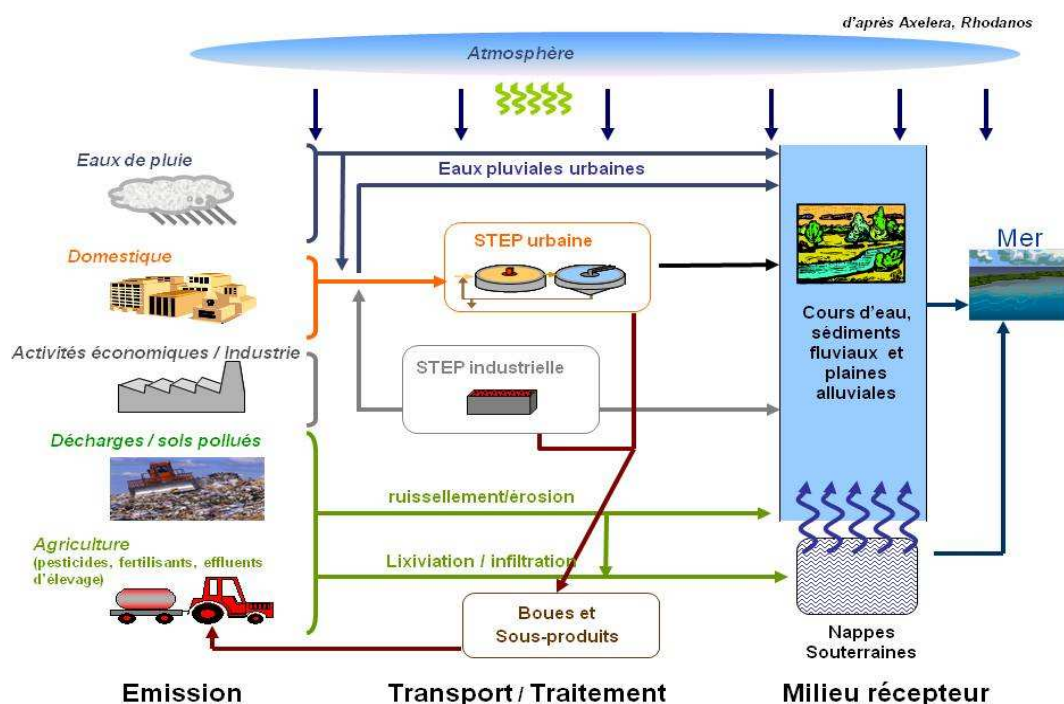 d'après Axelera, Rhodanos
Atmosphère
Eaux de pluie
Eaux pluviales urbaines
Domestique
STEP urbaine
Mer
Cours d'eau,
sédiments
fluviaux et
plaines
alluviales
Activités économiques / Industrie
STEP industrielle
Décharges / sols pollués
ruissellement/érosion
Agriculture
(pesticides, fertilisants, effluents
d'élevage)
Lixiviation / infiltration
Boues et
Sous-produits
Nappes
Souterraines
Emission
Transport / Traitement
Milieu récepteur